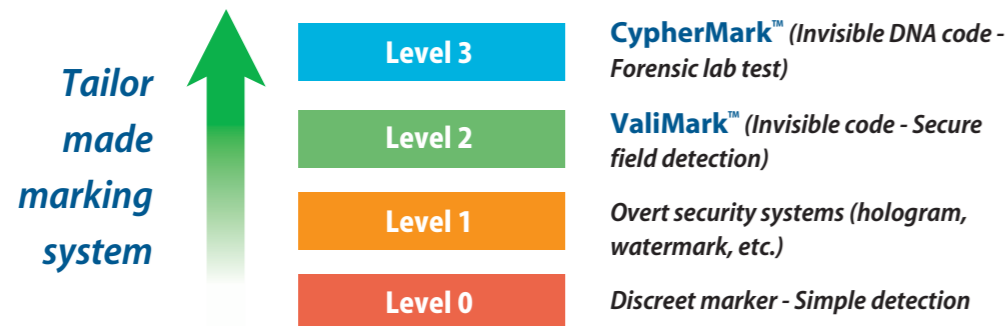 Tailor
made
marking
system
Level 3
CypherMark™ (Invisible DNA code -
Forensic lab test)
Level 2
ValiMark™ (Invisible code - Secure
field detection)
Level 1
Overt security systems (hologram,
watermark, etc.)
Level 0
Discreet marker - Simple detection